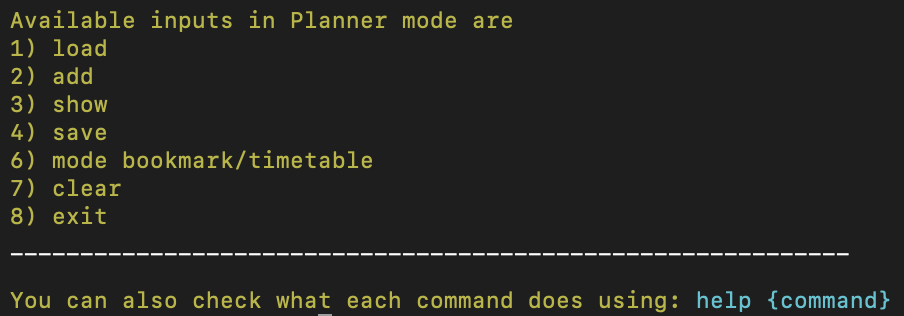 Available inputs in Planner mode are
1) load
2) add
3) show
4) save
6) mode bookmark/timetable
7) clear
8) exit
------------------------------------------------------------
You can also check what each command does using: help {command}